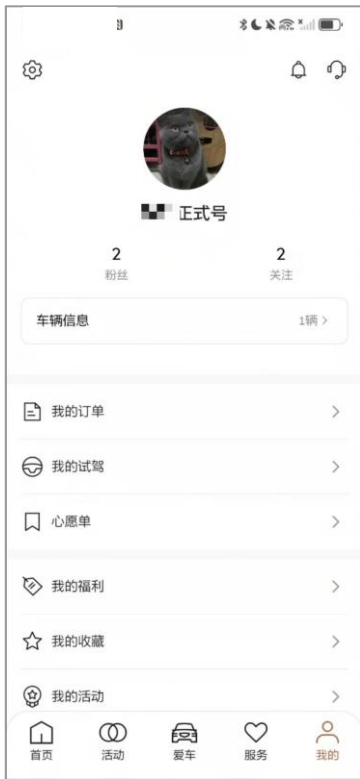 正式号
2
2
粉丝
关注
车辆信息
1辆
我的订单
我的试驾
心愿单
我的福利
我的收藏
我的活动
首页
活动
爱车
服务
我的